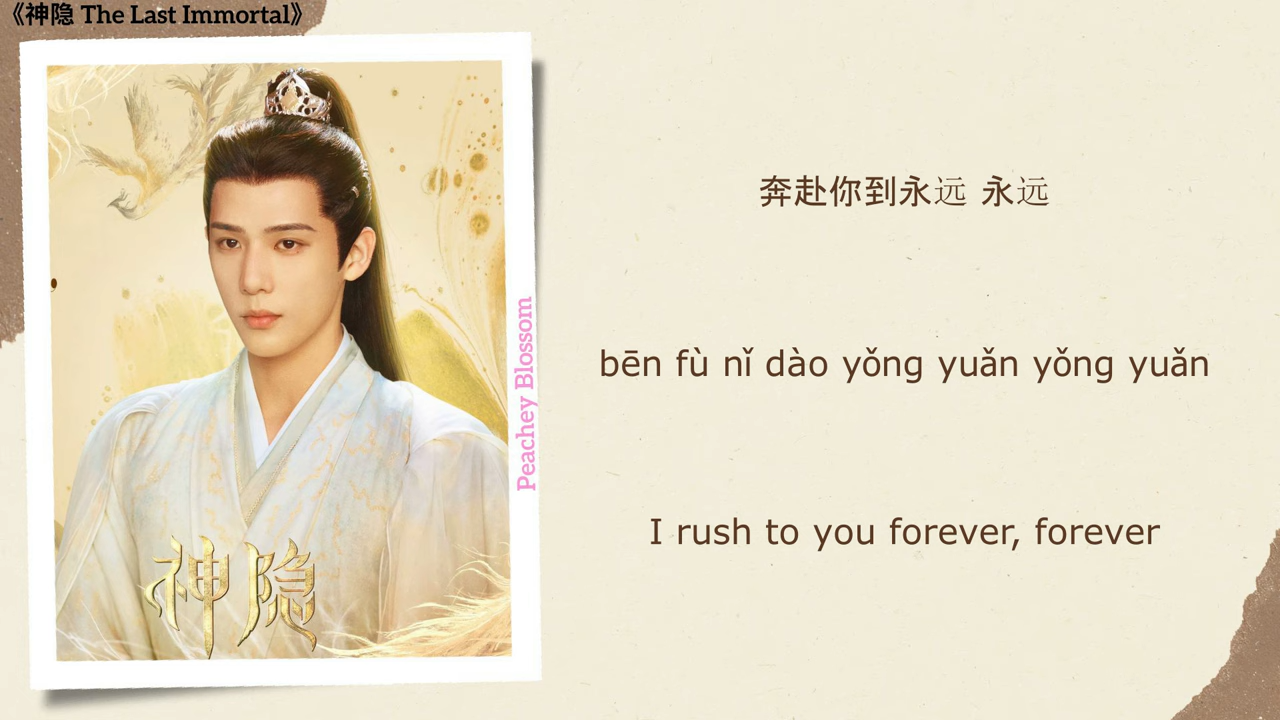 《神隐 The Last Immortal》
神隐
Peachey Blossom
奔赴你到永远 永远
bēn fù nǐ dào yǒng yuǎn yǒng yuǎn
I rush to you forever, forever